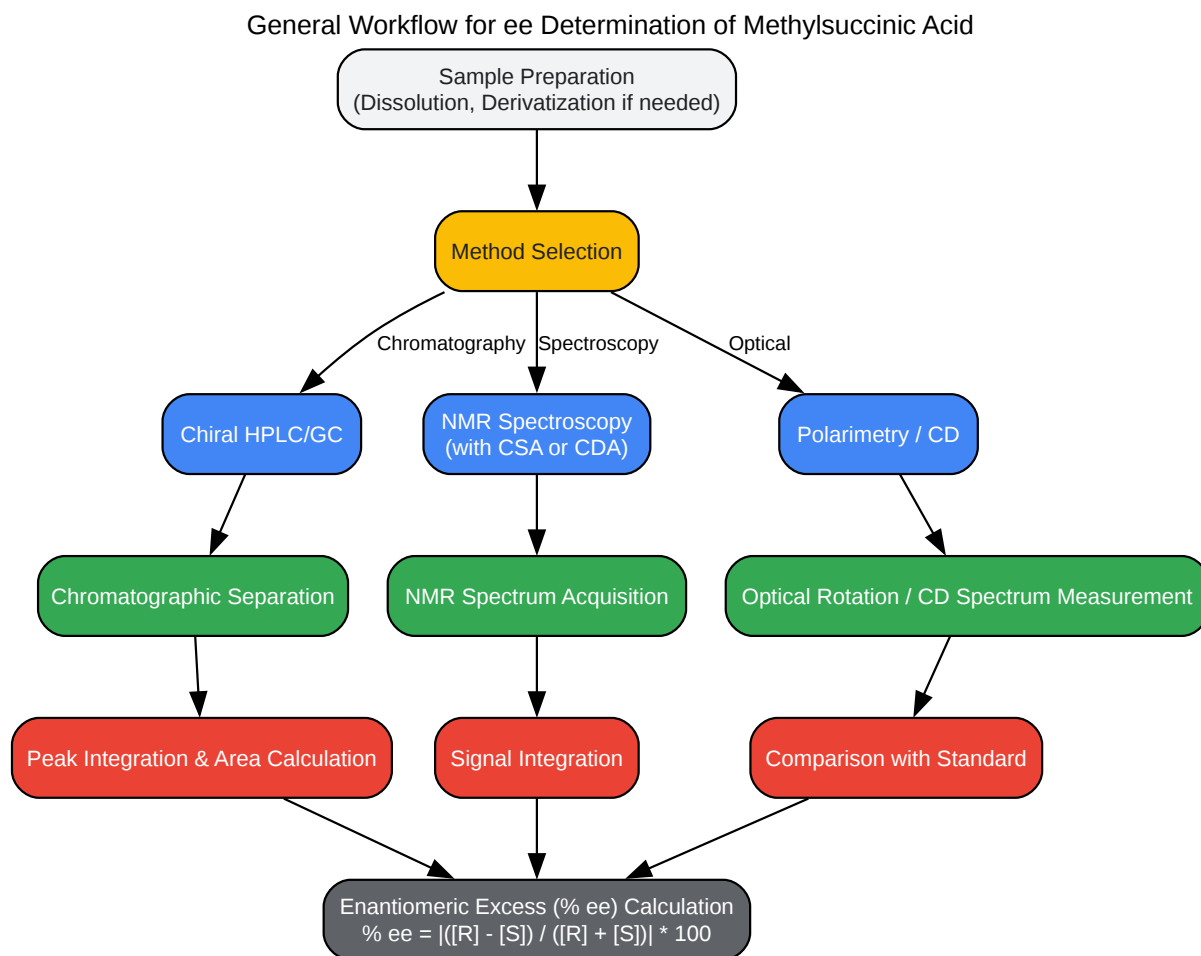 General Workflow for ee Determination of Methylsuccinic Acid
Sample Preparation
(Dissolution, Derivatization if needed)
Method Selection
Chromatography
Spectroscopy
Optical
Chiral HPLC/GC
NMR Spectroscopy
(with CSA or CDA)
Polarimetry / CD
Chromatographic Separation
NMR Spectrum Acquisition
Optical Rotation / CD Spectrum Measurement
Peak Integration & Area Calculation
Signal Integration
Comparison with Standard
Enantiomeric Excess (% ee) Calculation
% ee = |([R] - [S]) / ([R] + [S])| * 100